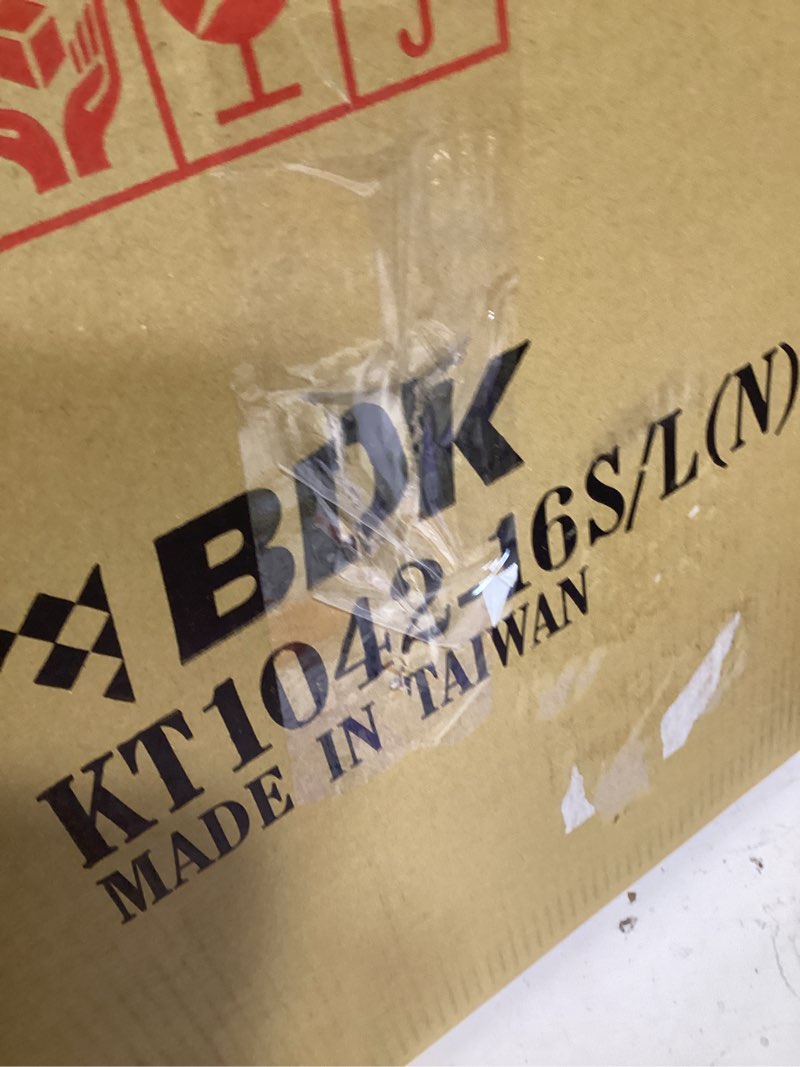 BDK
KT1042-16S/L(N)
MADE IN TAIWAN